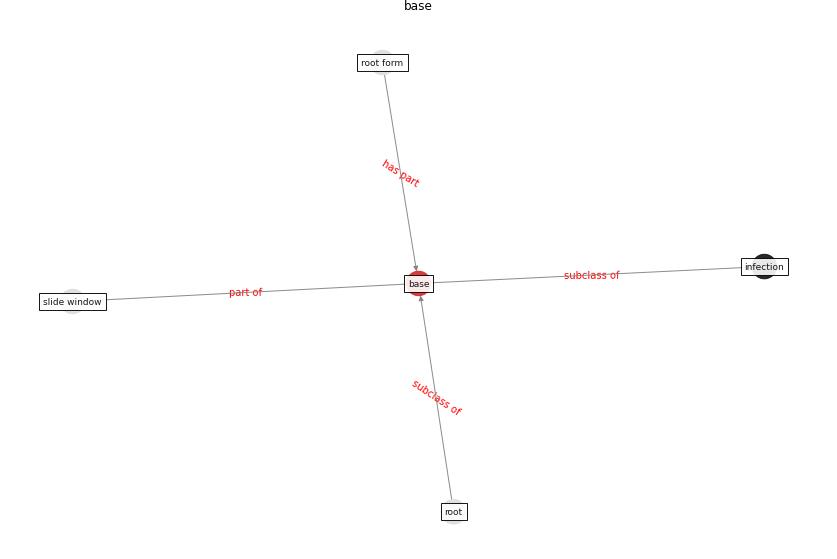 base
root form
has part
infection
subclass of
base
part of
slide window
subclass of
root